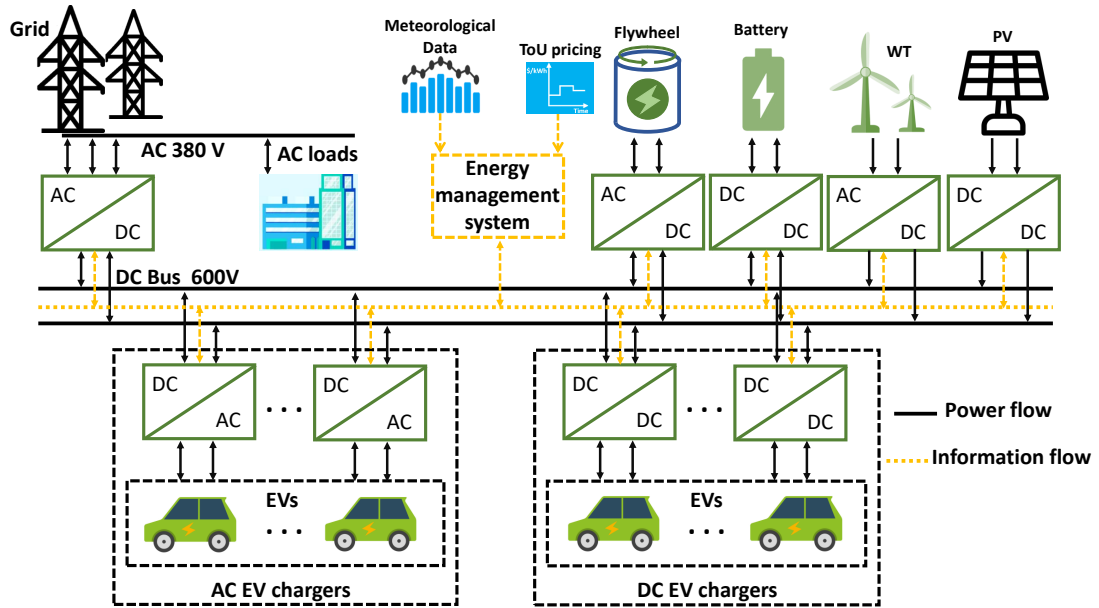 Grid
Meteorological
Data
ToU pricing
$/kWh
Time
Flywheel
Battery
WT
PV
AC 380 V
AC loads
Energy
management
system
AC
DC
AC
DC
DC
DC
AC
DC
DC
DC
DC Bus 600V
DC
AC
DC
AC
DC
DC
DC
DC
. . .
. . .
Power flow
Information flow
EVs
. . .
EVs
. . .
AC EV chargers
DC EV chargers